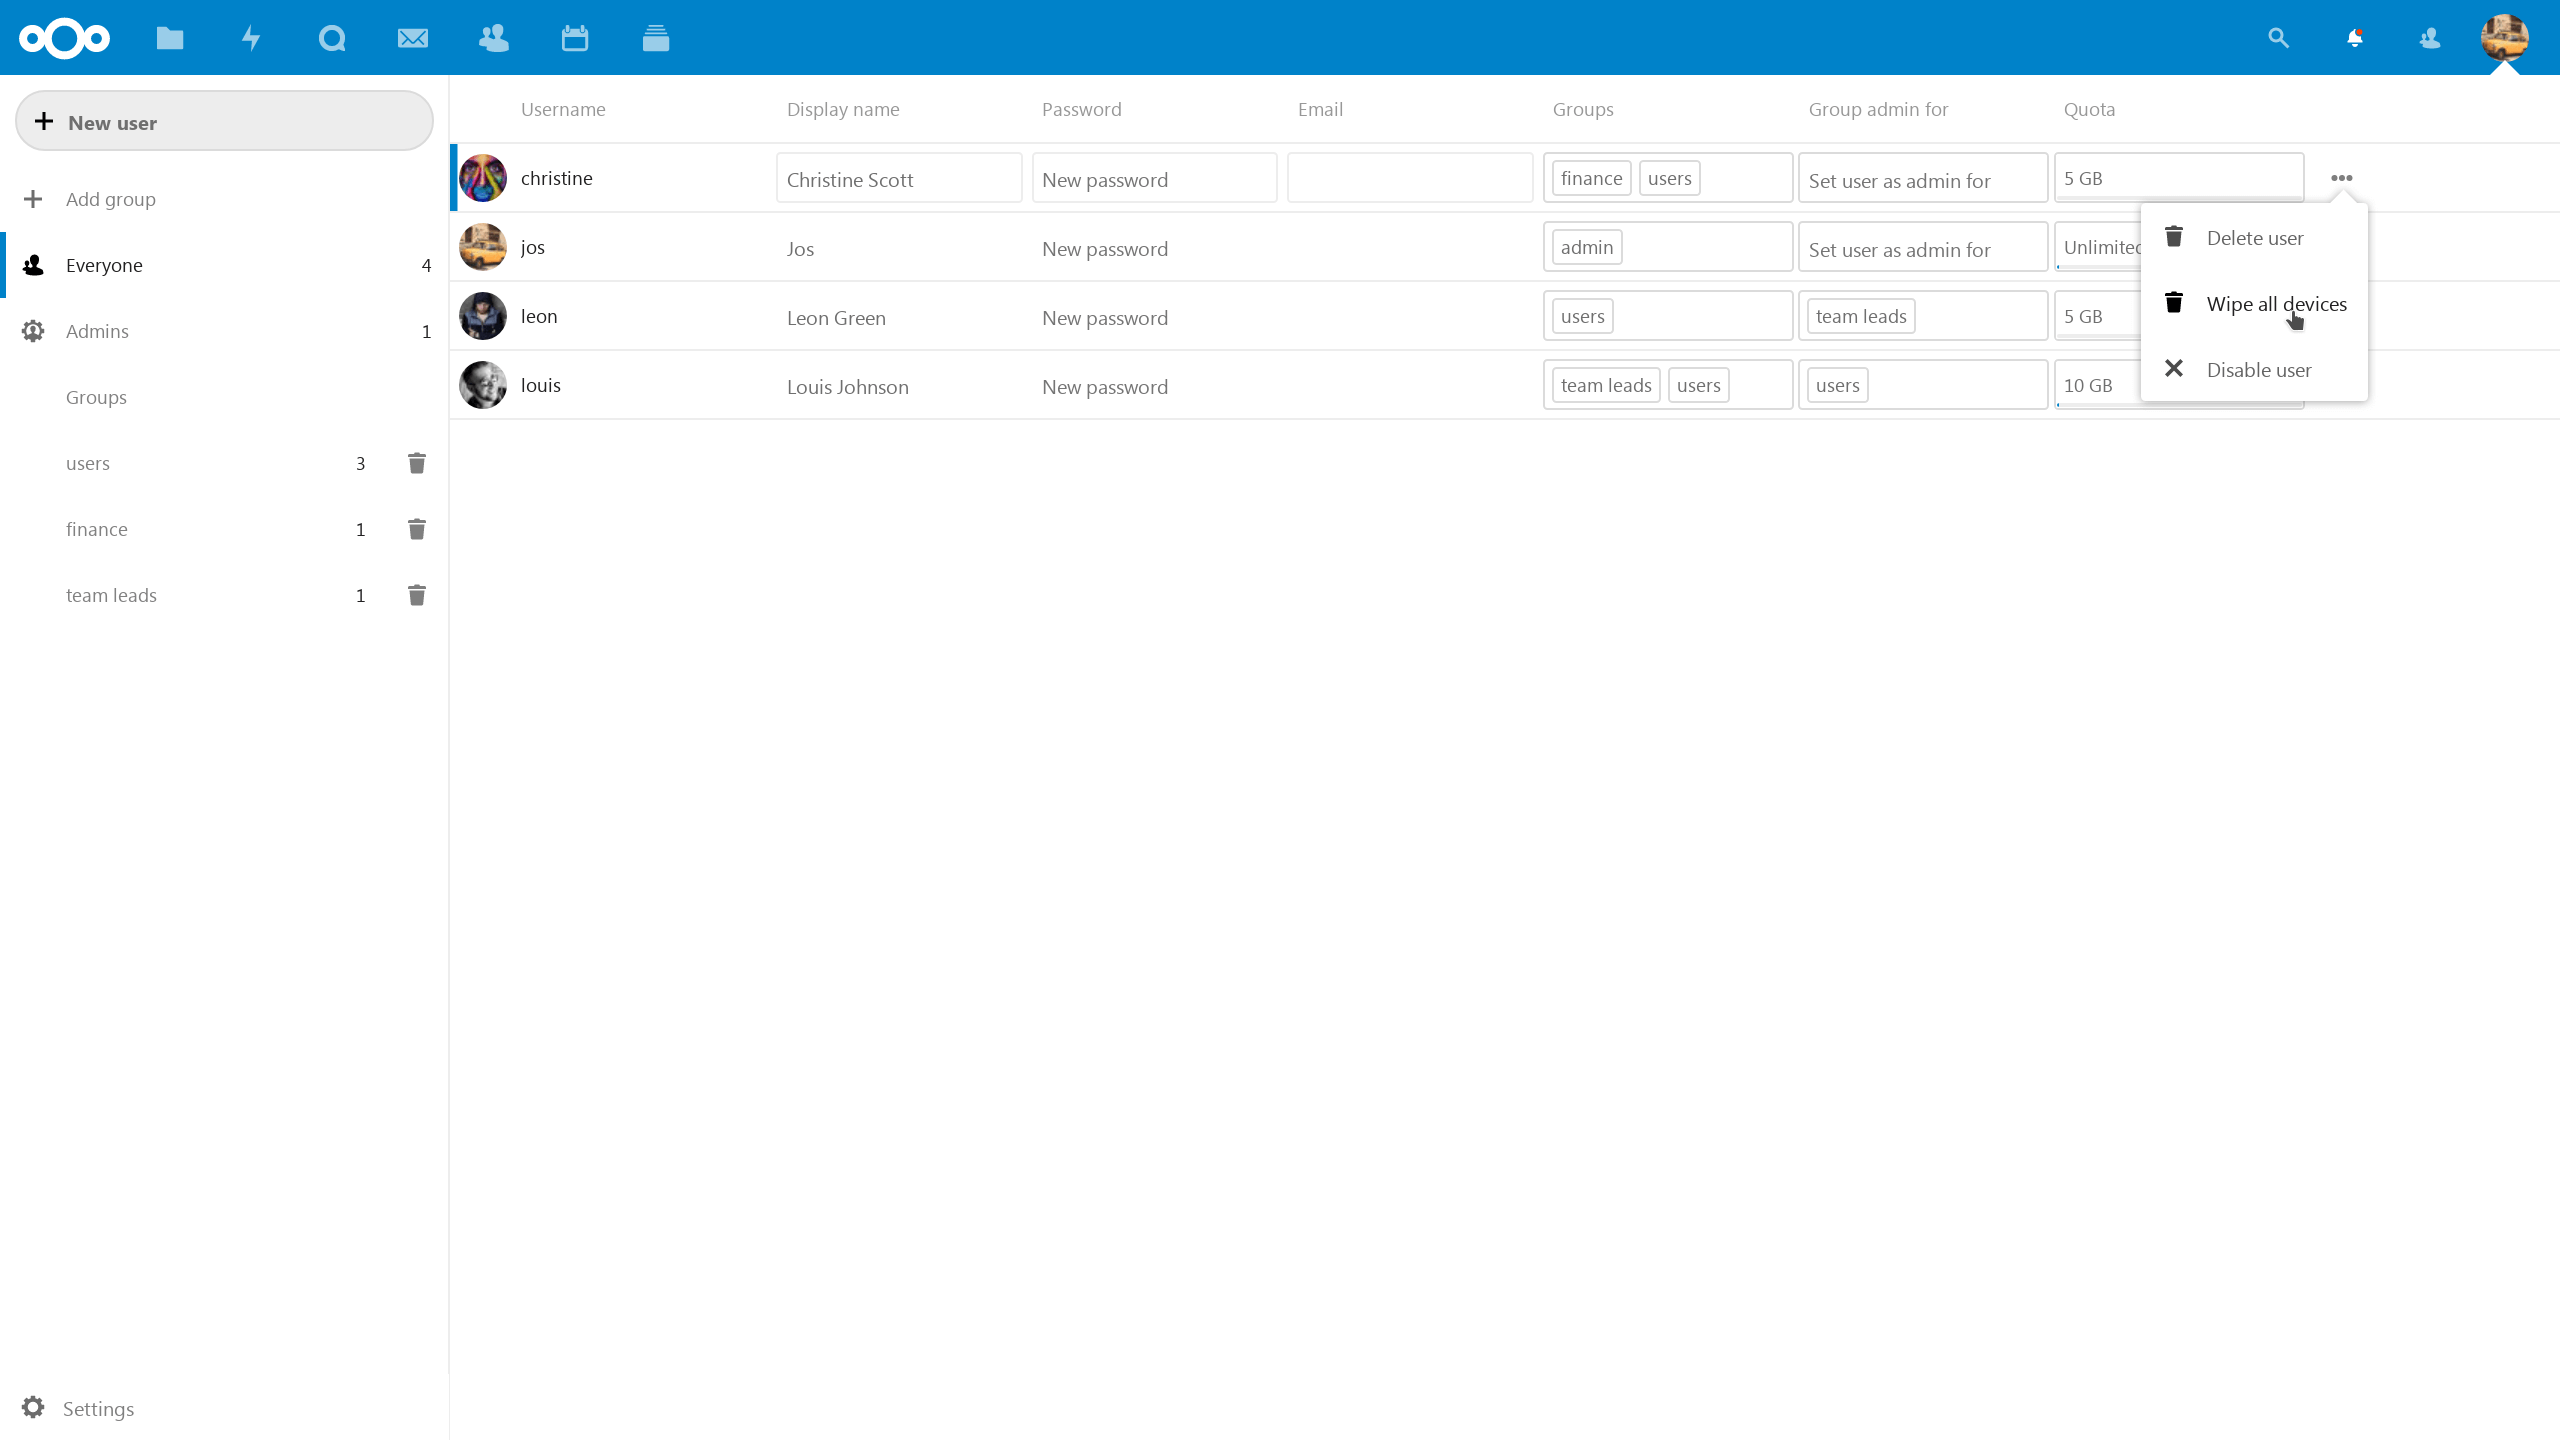 New user
Add group
Everyone 4
Admins 1
Groups
users 3
finance 1
team leads 1
Settings
Username Display name Password Email Groups Group admin for Quota
christine Christine Scott New password finance users Set user as admin for 5 GB
jos Jos New password admin Set user as admin for Unlimited
leon Leon Green New password users team leads 5 GB
louis Louis Johnson New password team leads users users 10 GB
Delete user
Wipe all devices
Disable user